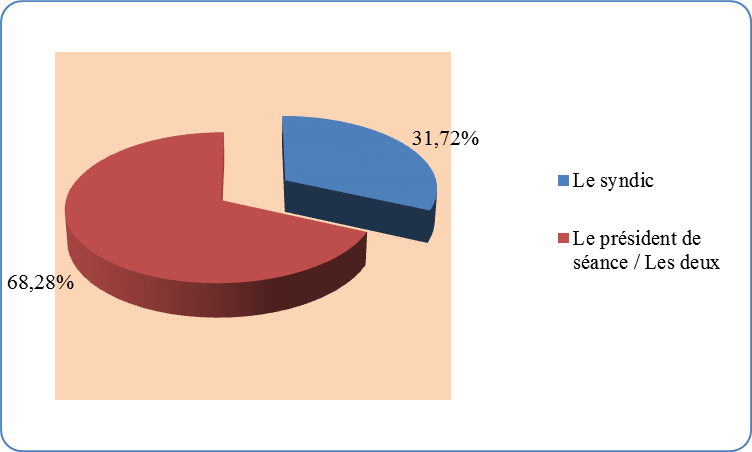 31,72%
Le syndic
Le président de
séance / Les deux
68,28%